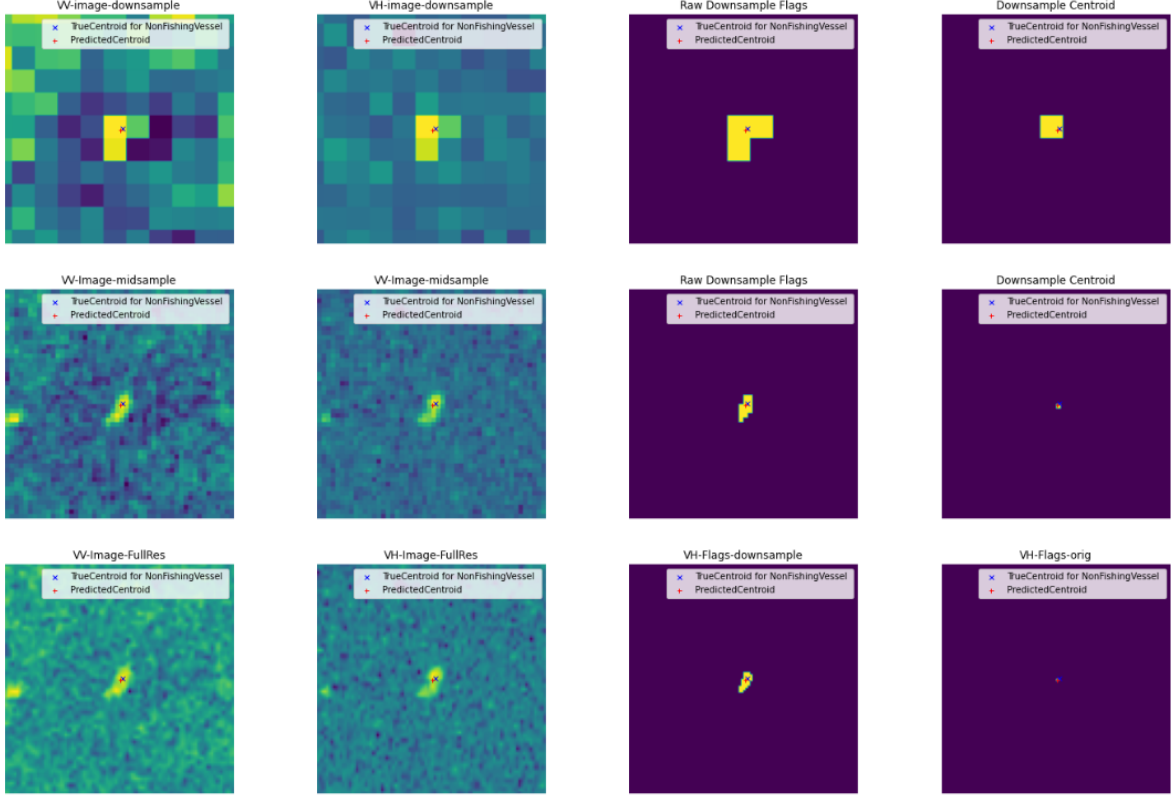 VV-image-downsample
TrueCentroid for NonFishingVessel
PredictedCentroid
VH-image-downsample
TrueCentroid for NonFishingVessel
PredictedCentroid
Raw Downsample Flags
TrueCentroid for NonFishingVessel
PredictedCentroid
Downsample Centroid
TrueCentroid for NonFishingVessel
PredictedCentroid
VV-Image-midsample
TrueCentroid for NonFishingVessel
PredictedCentroid
VV-Image-midsample
TrueCentroid for NonFishingVessel
PredictedCentroid
Raw Downsample Flags
TrueCentroid for NonFishingVessel
PredictedCentroid
Downsample Centroid
TrueCentroid for NonFishingVessel
PredictedCentroid
VV-Image-FullRes
TrueCentroid for NonFishingVessel
PredictedCentroid
VH-Image-FullRes
TrueCentroid for NonFishingVessel
PredictedCentroid
VH-Flags-downsample
TrueCentroid for NonFishingVessel
PredictedCentroid
VH-Flags-orig
TrueCentroid for NonFishingVessel
PredictedCentroid